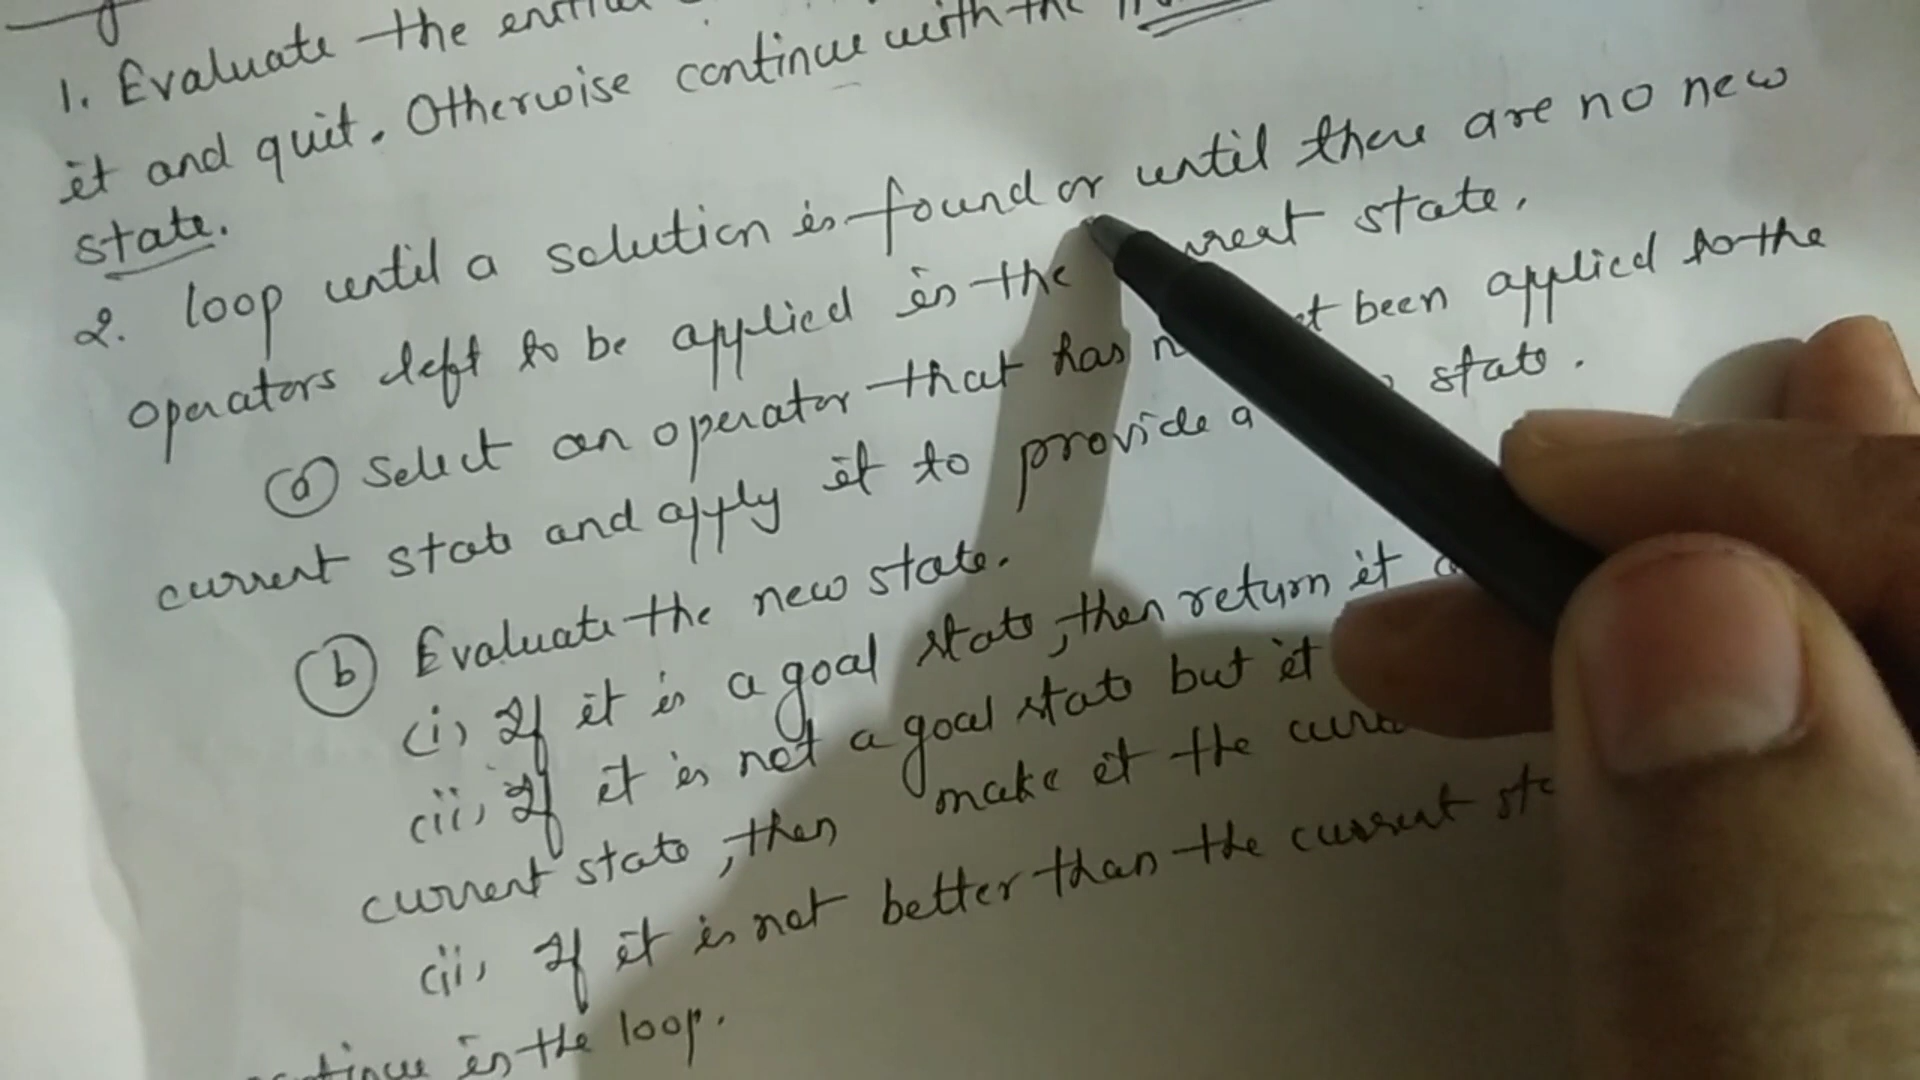 1. Evaluate the
it and quit. Otherwise continue with the
state.
2. loop until a solution is found or until there are no new
operators left to be applied in the state.
(a) Select an operator that has been applied to the
current state and apply it to provide a state.
(b) Evaluate the new state.
(i) If it is a goal state, then return it
(ii) If it is not a goal state but it
current state, then make it the
(ii) If it is not better than the current
in the loop.